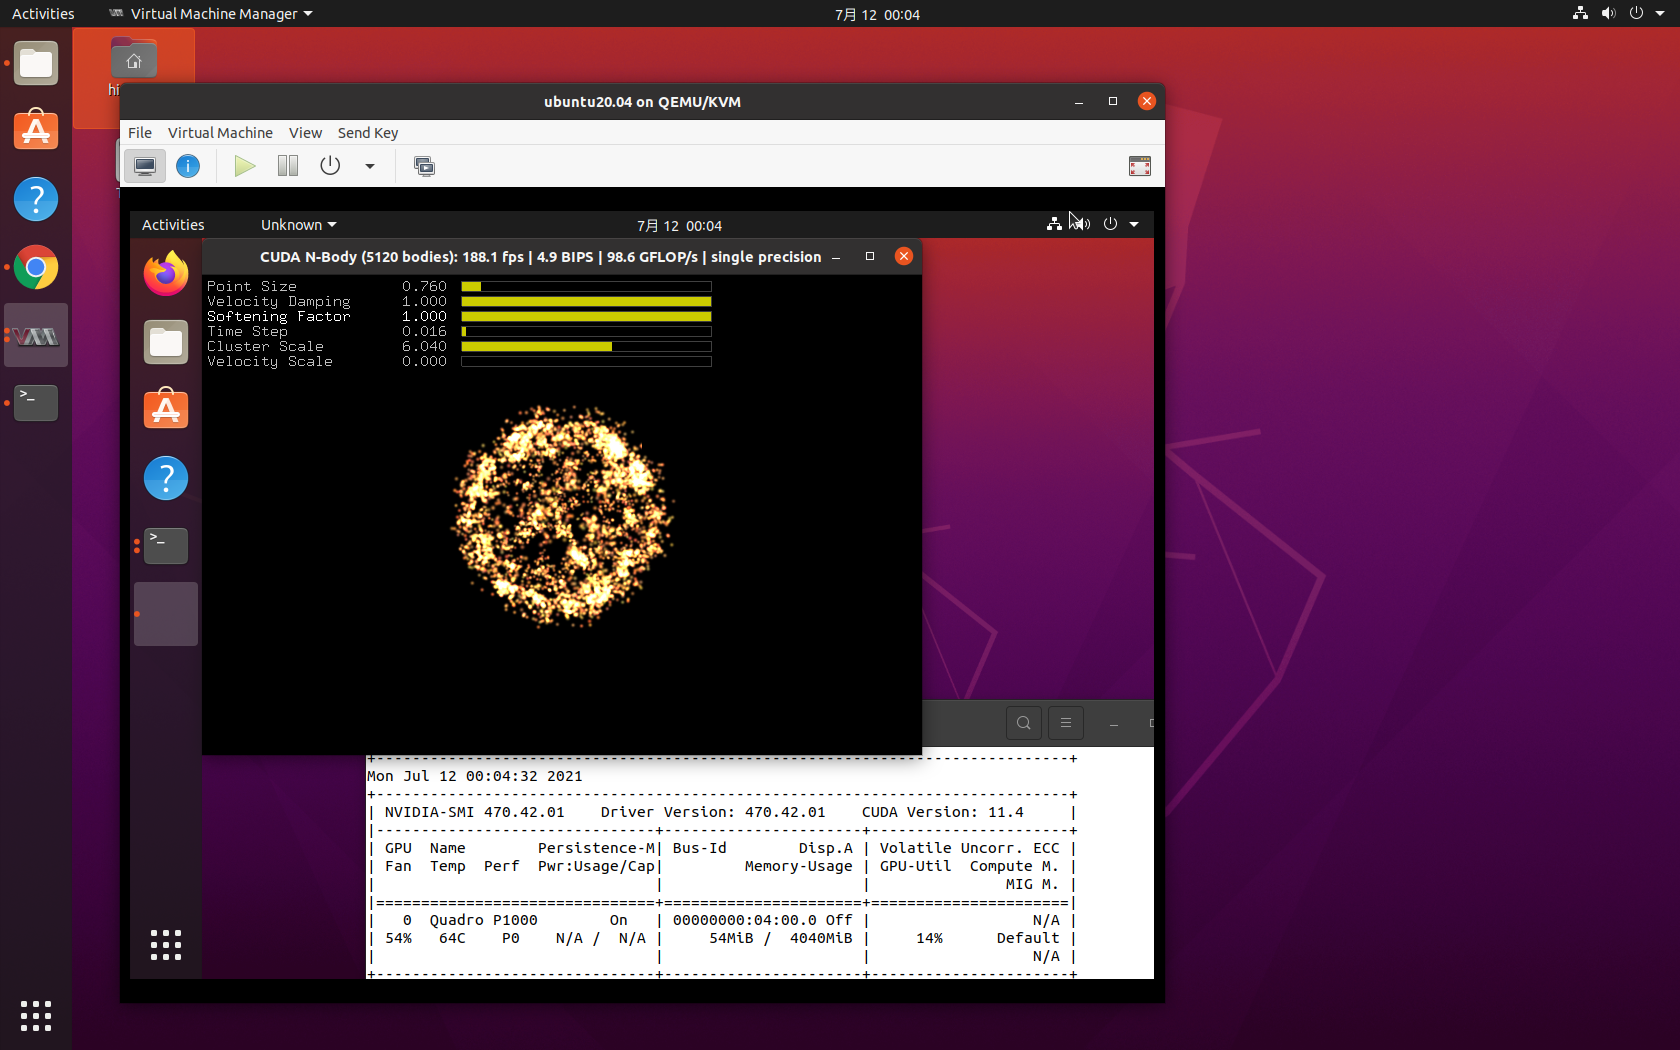 Activities Virtual Machine Manager 7月 12 00:04
hi
ubuntu20.04 on QEMU/KVM
File Virtual Machine View Send Key
Activities Unknown 7月 12 00:04
CUDA N-Body (5120 bodies): 188.1 fps | 4.9 BIPS | 98.6 GFLOP/s | single precision
Point Size 0.760
Velocity Damping 1.000
Softening Factor 1.000
Time Step 0.016
Cluster Scale 6.040
Velocity Scale 0.000
+-----------------------------------------------------------------------------+
Mon Jul 12 00:04:32 2021
+-----------------------------------------------------------------------------+
| NVIDIA-SMI 470.42.01    Driver Version: 470.42.01    CUDA Version: 11.4     |
|-------------------------------+----------------------+----------------------+
| GPU  Name        Persistence-M| Bus-Id        Disp.A | Volatile Uncorr. ECC |
| Fan  Temp  Perf  Pwr:Usage/Cap|         Memory-Usage | GPU-Util  Compute M. |
|                               |                      |               MIG M. |
|===============================+======================+======================|
|   0  Quadro P1000        On   | 00000000:04:00.0 Off |                  N/A |
| 54%   64C    P0    N/A /  N/A |     54MiB /  4040MiB |     14%      Default |
|                               |                      |                  N/A |
+-------------------------------+----------------------+----------------------+